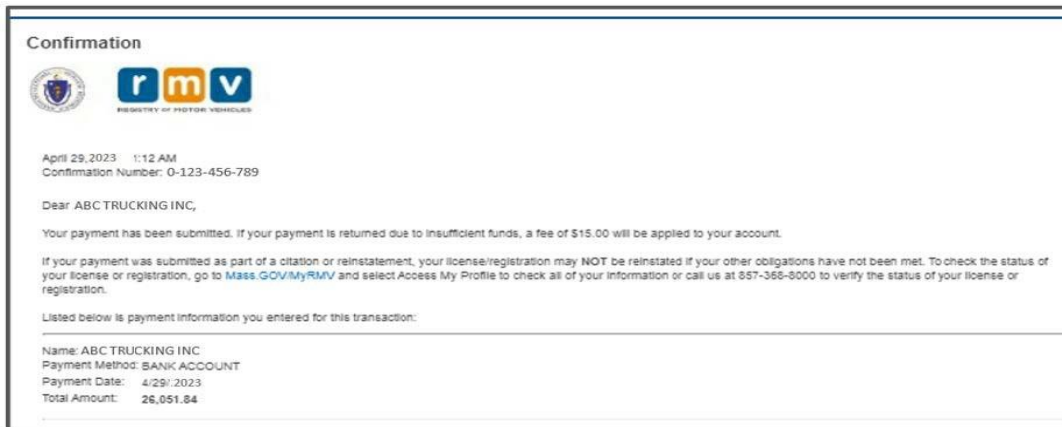 Confirmation
rmv
REGISTRY OF MOTOR VEHICLES
April 29,2023 1:12 AM
Confirmation Number: 0-123-456-789
Dear ABC TRUCKING INC,
Your payment has been submitted. If your payment is returned due to insufficient funds, a fee of $15.00 will be applied to your account.
If your payment was submitted as part of a citation or reinstatement, your license/registration may NOT be reinstated if your other obligations have not been met. To check the status of
your license or registration, go to Mass.GOV/MyRMV and select Access My Profile to check all of your information or call us at 857-368-8000 to verify the status of your license or
registration.
Listed below is payment information you entered for this transaction:
Name: ABC TRUCKING INC
Payment Method: BANK ACCOUNT
Payment Date: 4/29/.2023
Total Amount: 26,051.84